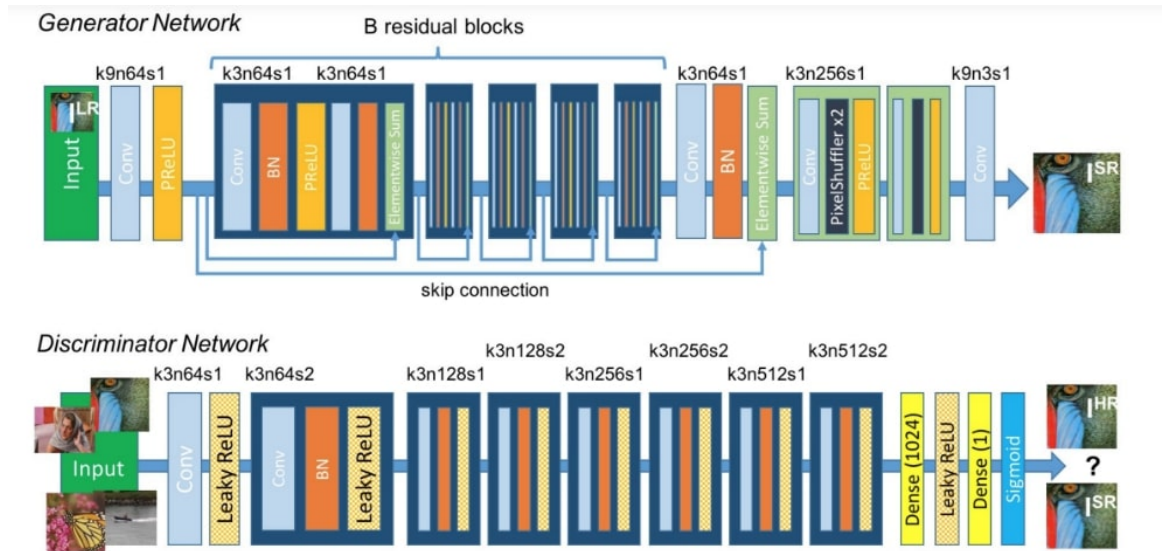 Generator Network
B residual blocks
k9n64s1
k3n64s1
k3n64s1
k3n64s1
k3n256s1
k9n3s1
I LR
Input
Conv
PReLU
Conv
BN
PReLU
Elementwise Sum
Conv
BN
Elementwise Sum
Conv
PixelShuffler x2
PReLU
Conv
I SR
skip connection
Discriminator Network
k3n64s1
k3n64s2
k3n128s1
k3n128s2
k3n256s1
k3n256s2
k3n512s1
k3n512s2
Input
Conv
Leaky ReLU
Conv
BN
Leaky ReLU
Dense (1024)
Leaky ReLU
Dense (1)
Sigmoid
I HR
?
I SR